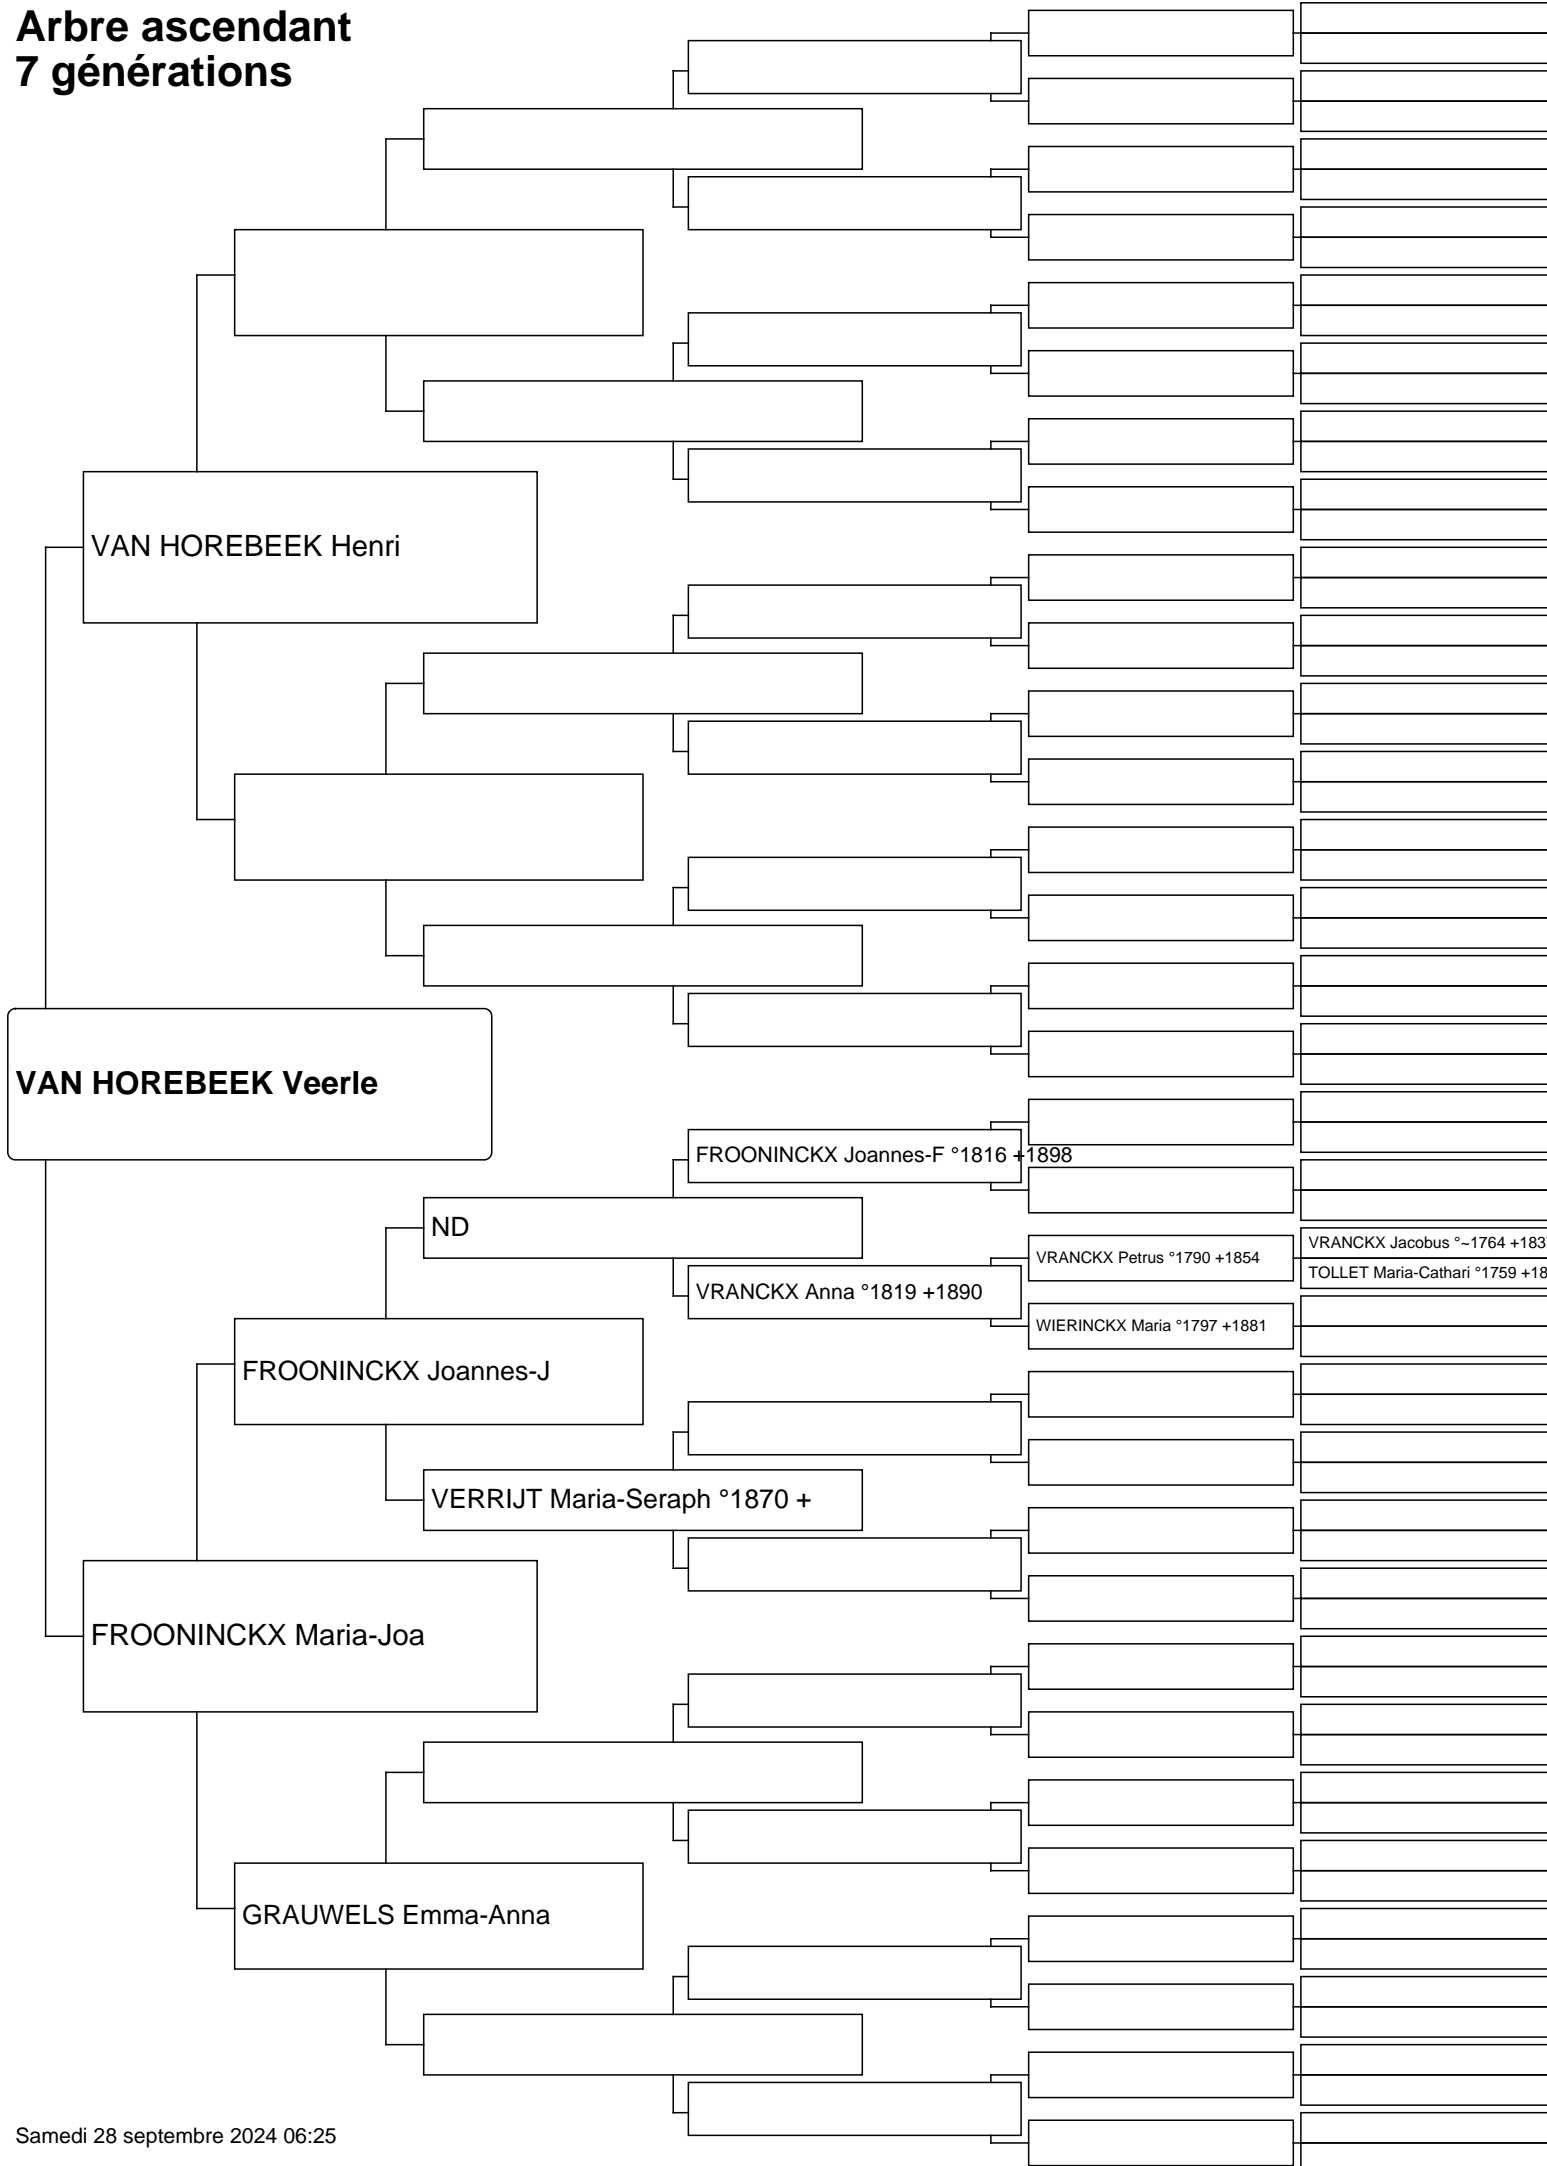 Arbre ascendant
7 générations
VAN HOREBEEK Henri
VAN HOREBEEK Veerle
FROONINCKX Joannes-F °1816 +1898
ND
VRANCKX Petrus °1790 +1854
VRANCKX Jacobus °~1764 +183
TOLLET Maria-Cathari °1759 +18
VRANCKX Anna °1819 +1890
WIERINCKX Maria °1797 +1881
FROONINCKX Joannes-J
VERRIJT Maria-Seraph °1870 +
FROONINCKX Maria-Joa
GRAUWELS Emma-Anna
Samedi 28 septembre 2024 06:25